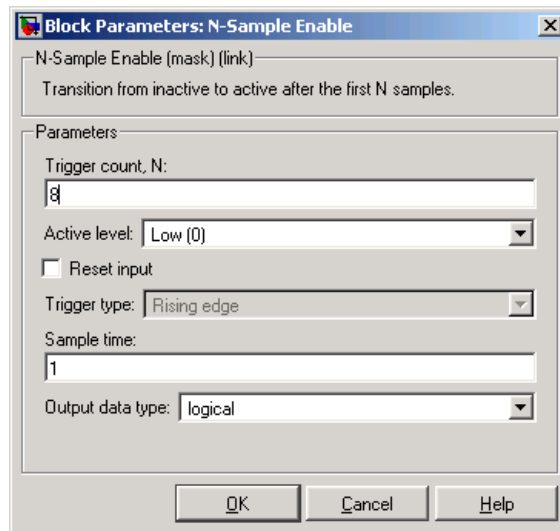 Block Parameters: N-Sample Enable
N-Sample Enable (mask) (link)
Transition from inactive to active after the first N samples.
Parameters
Trigger count, N:
8
Active level: Low (0)
Reset input
Trigger type: Rising edge
Sample time:
1
Output data type: logical
OK Cancel Help